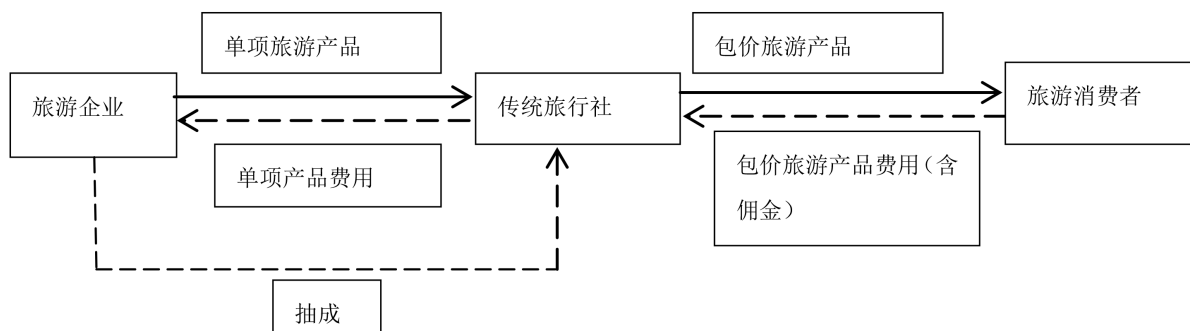 单项旅游产品
包价旅游产品
旅游企业
传统旅行社
旅游消费者
单项产品费用
包价旅游产品费用（含
佣金）
抽成